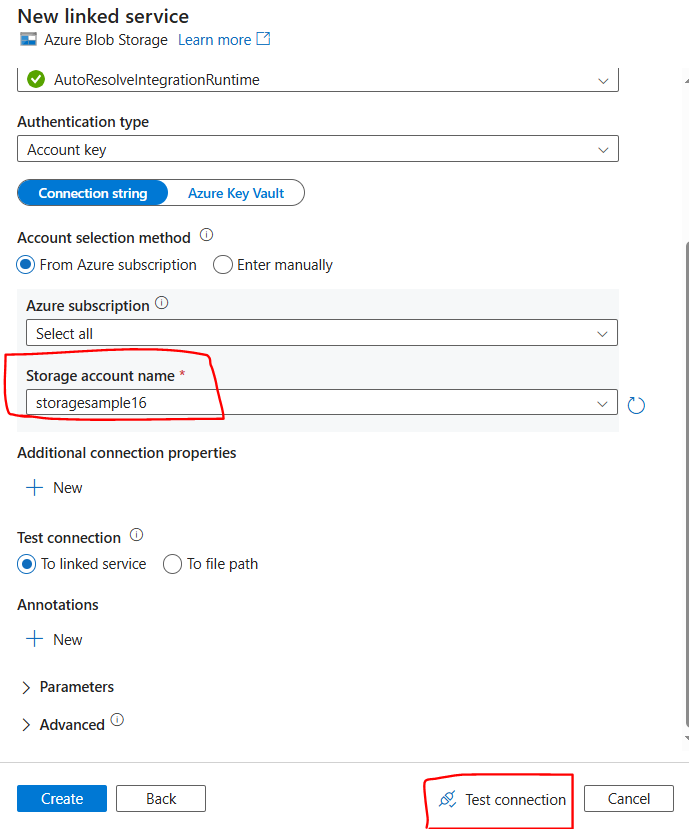 New linked service
Azure Blob Storage Learn more
AutoResolveIntegrationRuntime
Authentication type
Account key
Connection string Azure Key Vault
Account selection method
From Azure subscription Enter manually
Azure subscription
Select all
Storage account name *
storagesample16
Additional connection properties
New
Test connection
To linked service To file path
Annotations
New
Parameters
Advanced
Create Back Test connection Cancel